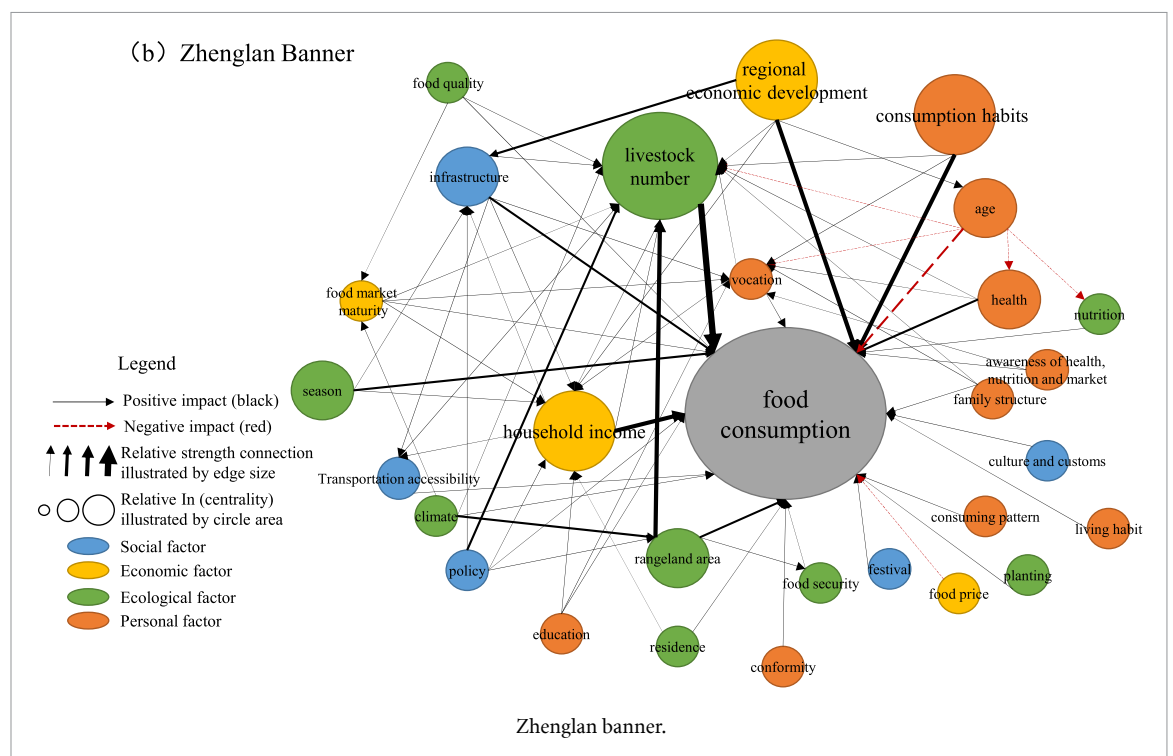 （b）Zhenglan Banner
food quality
regional
economic development
consumption habits
infrastructure
livestock
number
age
vocation
food market
maturity
health
nutrition
awareness of health,
nutrition and market
family structure
season
household income
food
consumption
Transportation accessibility
culture and customs
climate
consuming pattern
living habit
policy
rangeland area
food security
festival
food price
planting
education
residence
conformity
Legend
Positive impact (black)
Negative impact (red)
Relative strength connection
illustrated by edge size
Relative In (centrality)
illustrated by circle area
Social factor
Economic factor
Ecological factor
Personal factor
Zhenglan banner.